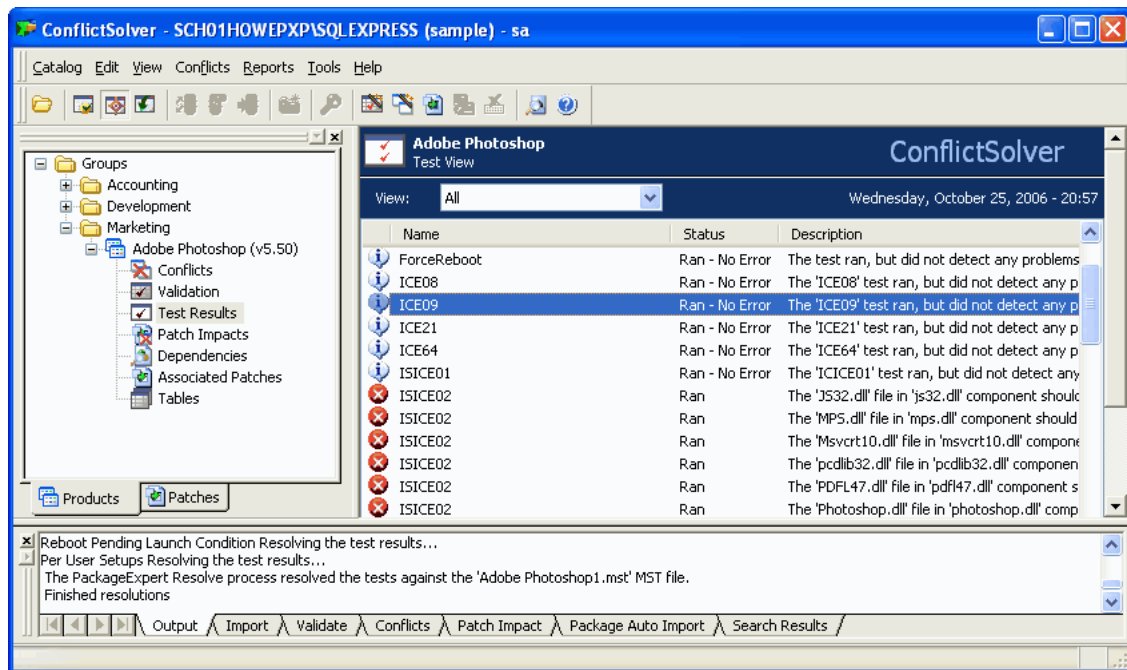 ConflictSolver - SCH01HOWEPXP\SQLEXPRESS (sample) - sa
Catalog Edit View Conflicts Reports Tools Help
Groups
Accounting
Development
Marketing
Adobe Photoshop (v5.50)
Conflicts
Validation
Test Results
Patch Impacts
Dependencies
Associated Patches
Tables
Products Patches
Adobe Photoshop
Test View
ConflictSolver
View: All Wednesday, October 25, 2006 - 20:57
Name Status Description
ForceReboot Ran - No Error The test ran, but did not detect any problems
ICE08 Ran - No Error The 'ICE08' test ran, but did not detect any p
ICE09 Ran - No Error The 'ICE09' test ran, but did not detect any p
ICE21 Ran - No Error The 'ICE21' test ran, but did not detect any p
ICE64 Ran - No Error The 'ICE64' test ran, but did not detect any p
ISICE01 Ran - No Error The 'ICICE01' test ran, but did not detect any
ISICE02 Ran The 'JS32.dll' file in 'js32.dll' component should
ISICE02 Ran The 'MPS.dll' file in 'mps.dll' component should
ISICE02 Ran The 'Msvcrt10.dll' file in 'msvcrt10.dll' compone
ISICE02 Ran The 'pcdlib32.dll' file in 'pcdlib32.dll' componen
ISICE02 Ran The 'PDFL47.dll' file in 'pdfl47.dll' component s
ISICE02 Ran The 'Photoshop.dll' file in 'photoshop.dll' comp
Reboot Pending Launch Condition Resolving the test results...
Per User Setups Resolving the test results...
The PackageExpert Resolve process resolved the tests against the 'Adobe Photoshop1.mst' MST file.
Finished resolutions
Output Import Validate Conflicts Patch Impact Package Auto Import Search Results